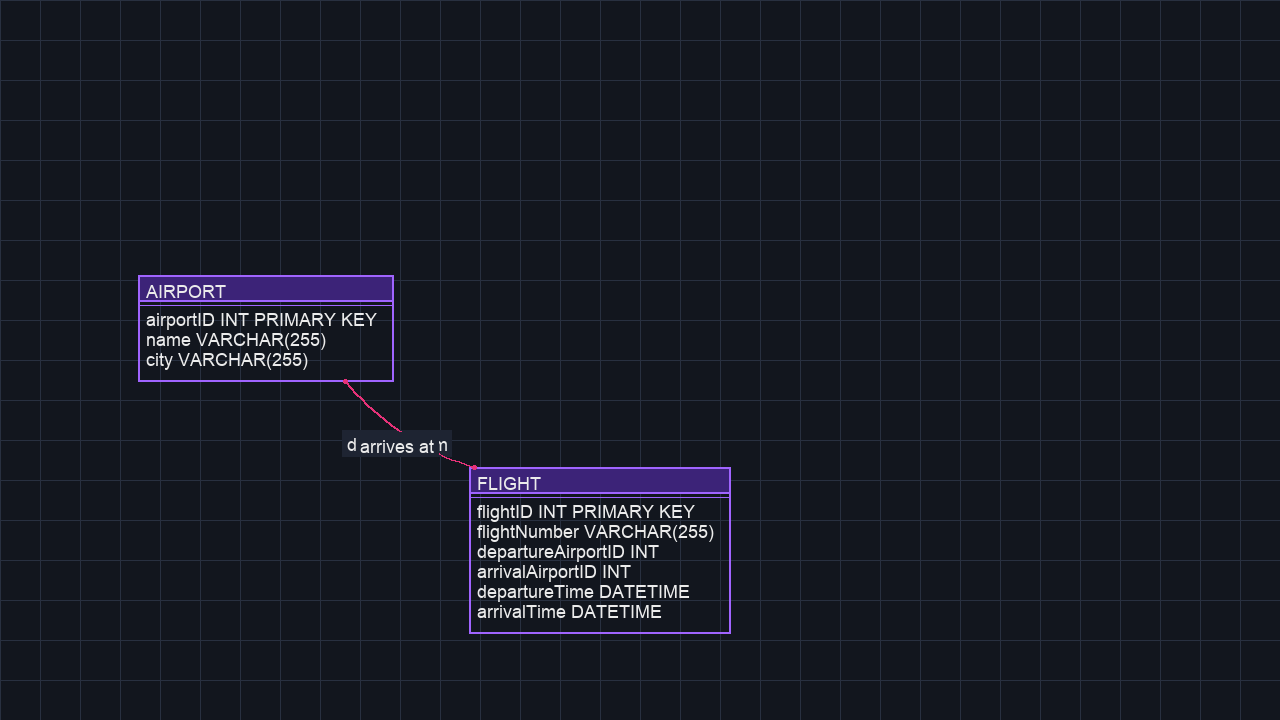 AIRPORT
airportID INT PRIMARY KEY
name VARCHAR(255)
city VARCHAR(255)
arrives at
FLIGHT
flightID INT PRIMARY KEY
flightNumber VARCHAR(255)
departureAirportID INT
arrivalAirportID INT
departureTime DATETIME
arrivalTime DATETIME